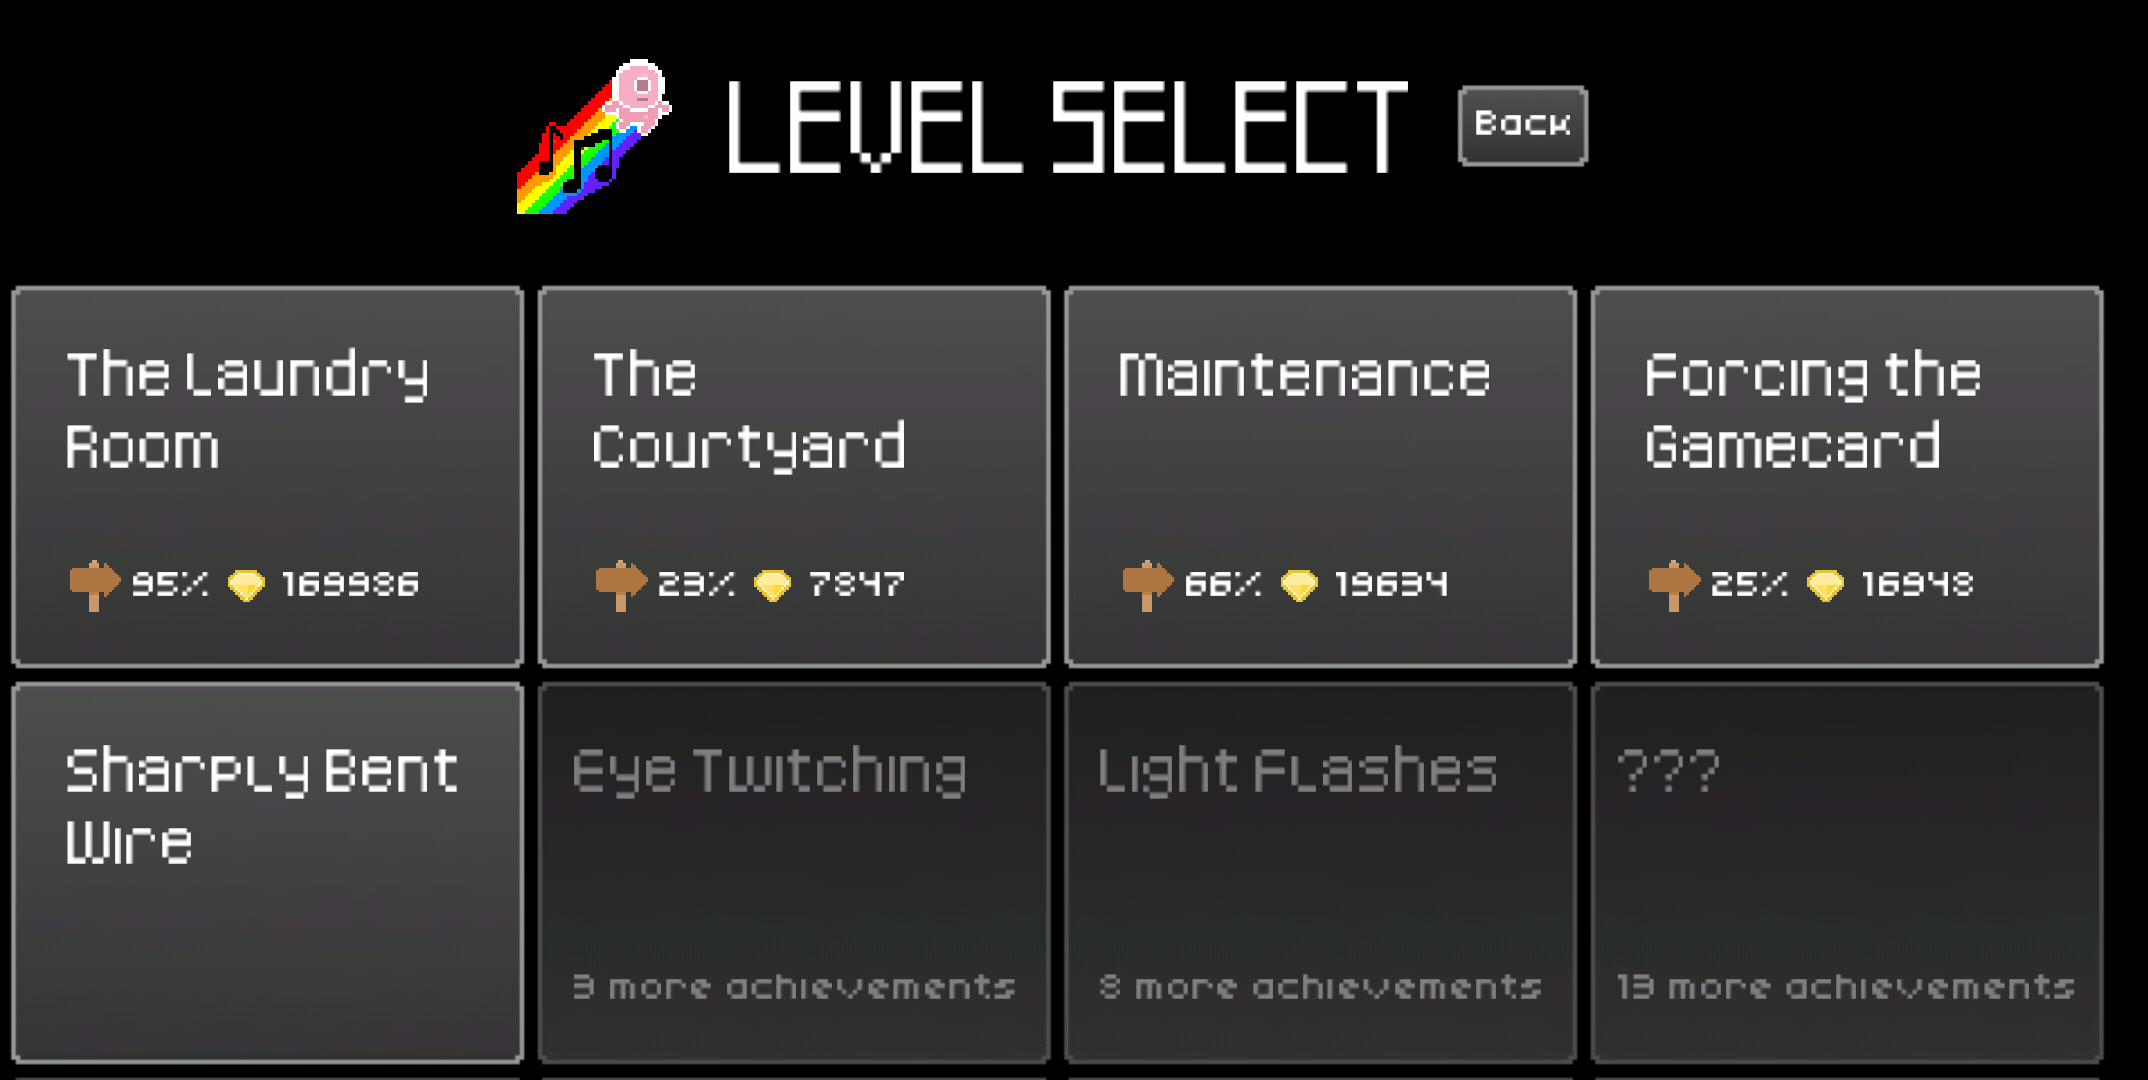 LEVEL SELECT
Back
The Laundry
Room
95% 169986
The
Courtyard
23% 7847
Maintenance
66% 19634
Forcing the
Gamecard
25% 16948
Sharply Bent
Wire
Eye Twitching
3 more achievements
Light Flashes
8 more achievements
???
13 more achievements